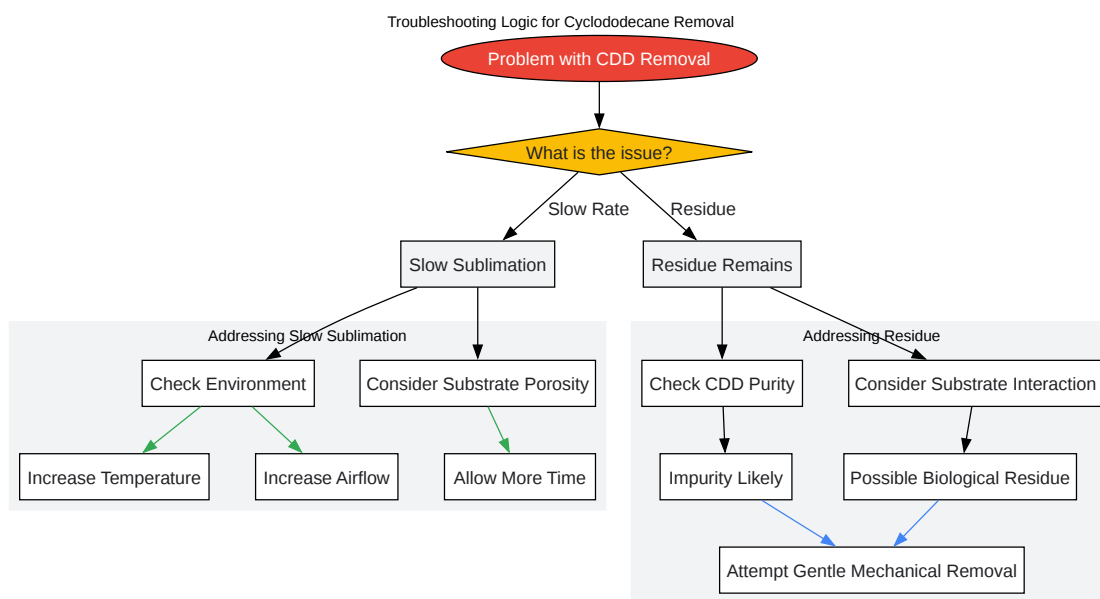 Troubleshooting Logic for Cyclododecane Removal
Problem with CDD Removal
What is the issue?
Slow Rate
Residue
Slow Sublimation
Residue Remains
Addressing Slow Sublimation
Addressing Residue
Check Environment
Consider Substrate Porosity
Check CDD Purity
Consider Substrate Interaction
Increase Temperature
Increase Airflow
Allow More Time
Impurity Likely
Possible Biological Residue
Attempt Gentle Mechanical Removal